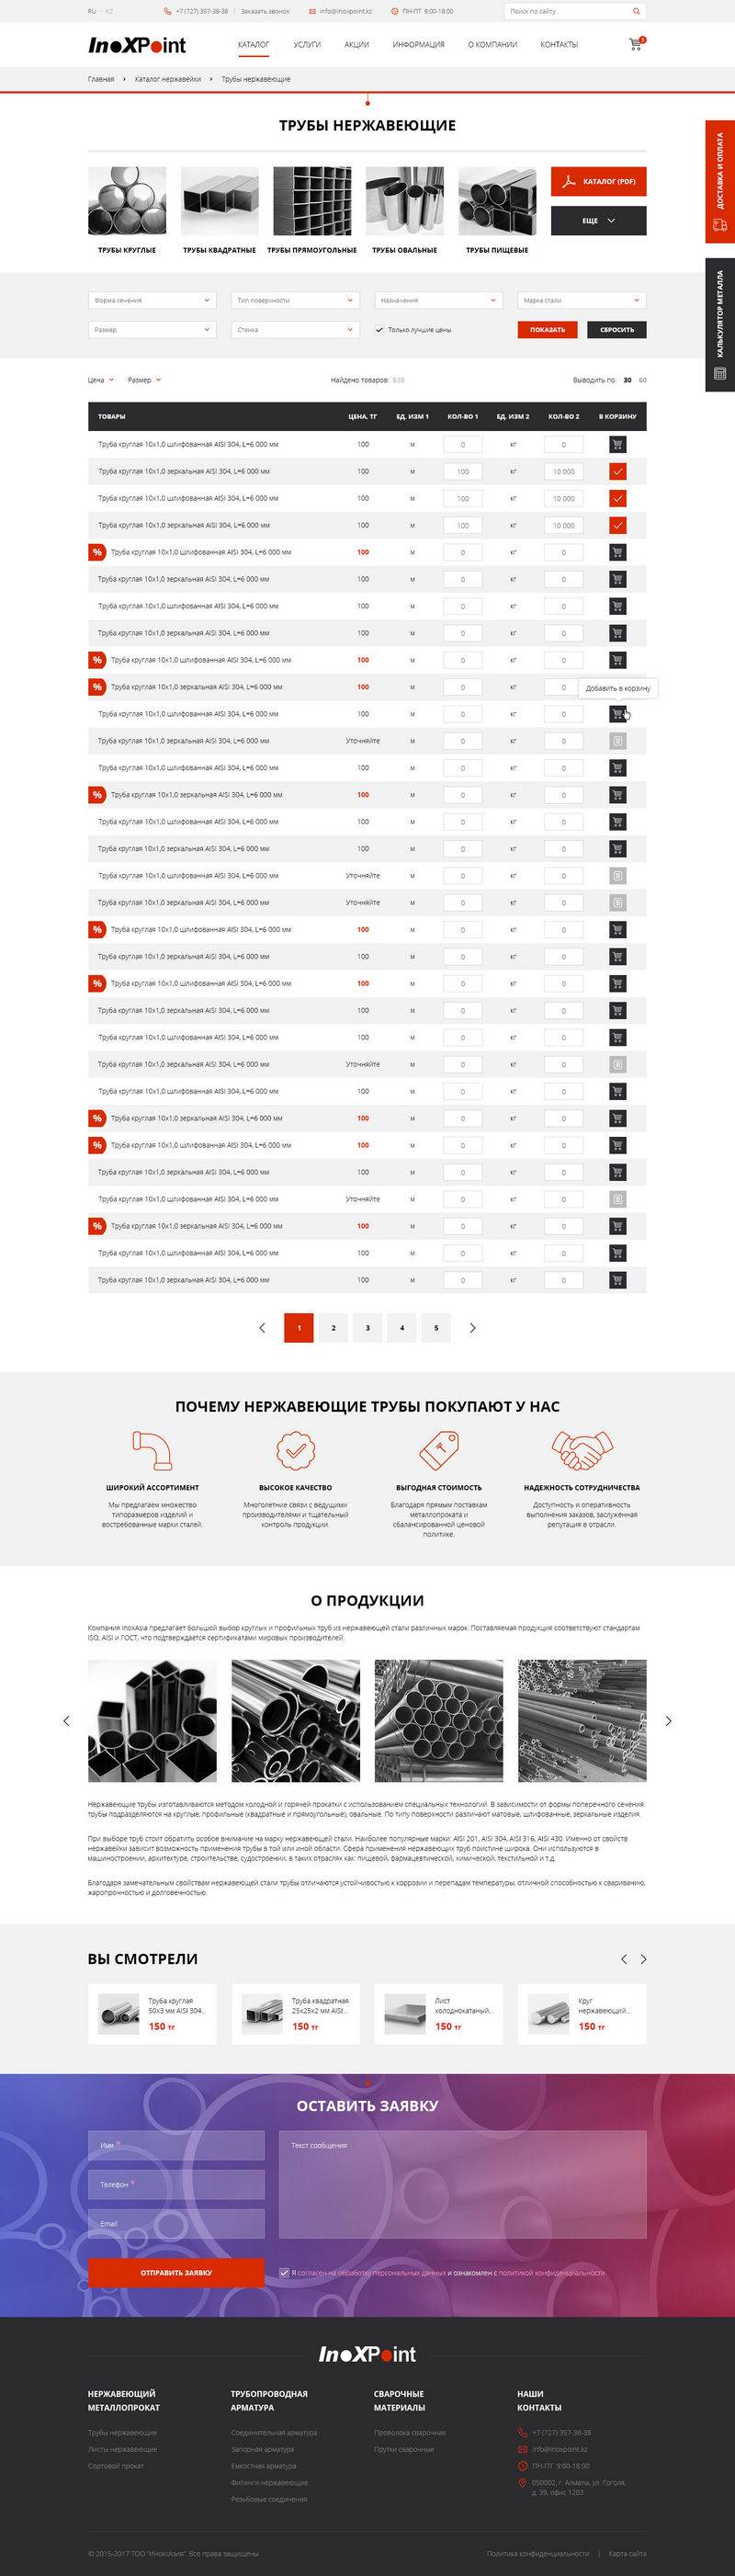 RU - KZ
+7 (727) 357-38-38 | Заказать звонок
info@inoxpoint.kz
ПН-ПТ 9:00-18:00
Поиск по сайту
InoXPoint
КАТАЛОГ УСЛУГИ АКЦИИ ИНФОРМАЦИЯ О КОМПАНИИ КОНТАКТЫ
3
Главная › Каталог нержавейки › Трубы нержавеющие
ТРУБЫ НЕРЖАВЕЮЩИЕ
ДОСТАВКА И ОПЛАТА
КАЛЬКУЛЯТОР МЕТАЛЛА
КАТАЛОГ (PDF)
ЕЩЕ
ТРУБЫ КРУГЛЫЕ ТРУБЫ КВАДРАТНЫЕ ТРУБЫ ПРЯМОУГОЛЬНЫЕ ТРУБЫ ОВАЛЬНЫЕ ТРУБЫ ПИЩЕВЫЕ
Форма сечения Тип поверхности Назначения Марка стали
Размер Стенка Только лучшие цены ПОКАЗАТЬ СБРОСИТЬ
Цена Размер Найдено товаров: 638 Выводить по: 30 60
ТОВАРЫ ЦЕНА, ТГ ЕД. ИЗМ 1 КОЛ-ВО 1 ЕД. ИЗМ 2 КОЛ-ВО 2 В КОРЗИНУ
Труба круглая 10х1,0 шлифованная AISI 304, L=6 000 мм 100 м 0 кг 0
Труба круглая 10х1,0 зеркальная AISI 304, L=6 000 мм 100 м 100 кг 10 000
Труба круглая 10х1,0 шлифованная AISI 304, L=6 000 мм 100 м 100 кг 10 000
Труба круглая 10х1,0 зеркальная AISI 304, L=6 000 мм 100 м 100 кг 10 000
% Труба круглая 10х1,0 шлифованная AISI 304, L=6 000 мм 100 м 0 кг 0
Труба круглая 10х1,0 зеркальная AISI 304, L=6 000 мм 100 м 0 кг 0
Труба круглая 10х1,0 шлифованная AISI 304, L=6 000 мм 100 м 0 кг 0
Труба круглая 10х1,0 зеркальная AISI 304, L=6 000 мм 100 м 0 кг 0
% Труба круглая 10х1,0 шлифованная AISI 304, L=6 000 мм 100 м 0 кг 0
% Труба круглая 10х1,0 зеркальная AISI 304, L=6 000 мм 100 м 0 кг 0 Добавить в корзину
Труба круглая 10х1,0 шлифованная AISI 304, L=6 000 мм 100 м 0 кг 0
Труба круглая 10х1,0 зеркальная AISI 304, L=6 000 мм Уточняйте м 0 кг 0
Труба круглая 10х1,0 шлифованная AISI 304, L=6 000 мм 100 м 0 кг 0
% Труба круглая 10х1,0 зеркальная AISI 304, L=6 000 мм 100 м 0 кг 0
Труба круглая 10х1,0 шлифованная AISI 304, L=6 000 мм 100 м 0 кг 0
Труба круглая 10х1,0 зеркальная AISI 304, L=6 000 мм 100 м 0 кг 0
Труба круглая 10х1,0 шлифованная AISI 304, L=6 000 мм Уточняйте м 0 кг 0
Труба круглая 10х1,0 зеркальная AISI 304, L=6 000 мм Уточняйте м 0 кг 0
% Труба круглая 10х1,0 шлифованная AISI 304, L=6 000 мм 100 м 0 кг 0
Труба круглая 10х1,0 зеркальная AISI 304, L=6 000 мм 100 м 0 кг 0
% Труба круглая 10х1,0 шлифованная AISI 304, L=6 000 мм 100 м 0 кг 0
Труба круглая 10х1,0 зеркальная AISI 304, L=6 000 мм 100 м 0 кг 0
Труба круглая 10х1,0 шлифованная AISI 304, L=6 000 мм 100 м 0 кг 0
Труба круглая 10х1,0 зеркальная AISI 304, L=6 000 мм Уточняйте м 0 кг 0
Труба круглая 10х1,0 шлифованная AISI 304, L=6 000 мм 100 м 0 кг 0
% Труба круглая 10х1,0 зеркальная AISI 304, L=6 000 мм 100 м 0 кг 0
% Труба круглая 10х1,0 шлифованная AISI 304, L=6 000 мм 100 м 0 кг 0
Труба круглая 10х1,0 зеркальная AISI 304, L=6 000 мм 100 м 0 кг 0
Труба круглая 10х1,0 шлифованная AISI 304, L=6 000 мм Уточняйте м 0 кг 0
% Труба круглая 10х1,0 зеркальная AISI 304, L=6 000 мм 100 м 0 кг 0
Труба круглая 10х1,0 шлифованная AISI 304, L=6 000 мм 100 м 0 кг 0
Труба круглая 10х1,0 зеркальная AISI 304, L=6 000 мм 100 м 0 кг 0
1 2 3 4 5
ПОЧЕМУ НЕРЖАВЕЮЩИЕ ТРУБЫ ПОКУПАЮТ У НАС
ШИРОКИЙ АССОРТИМЕНТ
Мы предлагаем множество
типоразмеров изделий и
востребованные марки сталей.
ВЫСОКОЕ КАЧЕСТВО
Многолетние связи с ведущими
производителями и тщательный
контроль продукции.
ВЫГОДНАЯ СТОИМОСТЬ
Благодаря прямым поставкам
металлопроката и
сбалансированной ценовой
политике.
НАДЕЖНОСТЬ СОТРУДНИЧЕСТВА
Доступность и оперативность
выполнения заказов, заслуженная
репутация в отрасли.
О ПРОДУКЦИИ
Компания InoxAsia предлагает большой выбор круглых и профильных труб из нержавеющей стали различных марок. Поставляемая продукция соответствуют стандартам
ISO, AISI и ГОСТ, что подтверждается сертификатами мировых производителей.
Нержавеющие трубы изготавливаются методом холодной и горячей прокатки с использованием специальных технологий. В зависимости от формы поперечного сечения
трубы подразделяются на круглые, профильные (квадратные и прямоугольные), овальные. По типу поверхности различают матовые, шлифованные, зеркальные изделия.
При выборе труб стоит обратить особое внимание на марку нержавеющей стали. Наиболее популярные марки: AISI 201, AISI 304, AISI 316, AISI 430. Именно от свойств
нержавейки зависит возможность применения трубы в той или иной области. Сфера применения нержавеющих труб поистине широка. Они используются в
машиностроении, архитектуре, строительстве, судостроении, в таких отраслях как: пищевой, фармацевтической, химической, текстильной и т.д.
Благодаря замечательным свойствам нержавеющей стали трубы отличаются устойчивостью к коррозии и перепадам температуры, отличной способностью к свариванию,
жаропрочностью и долговечностью.
ВЫ СМОТРЕЛИ
Труба круглая
50х3 мм AISI 304...
150 тг
Труба квадратная
25х25х2 мм AISI...
150 тг
Лист
холоднокатаный...
150 тг
Круг
нержавеющий...
150 тг
ОСТАВИТЬ ЗАЯВКУ
Имя *
Телефон *
Email
Текст сообщения
ОТПРАВИТЬ ЗАЯВКУ
Я согласен на обработку персональных данных и ознакомлен с политикой конфиденциальности
InoXPoint
НЕРЖАВЕЮЩИЙ
МЕТАЛЛОПРОКАТ
Трубы нержавеющие
Листы нержавеющие
Сортовой прокат
ТРУБОПРОВОДНАЯ
АРМАТУРА
Соединительная арматура
Запорная арматура
Емкостная арматура
Фитинги нержавеющие
Резьбовые соединения
СВАРОЧНЫЕ
МАТЕРИАЛЫ
Проволока сварочная
Прутки сварочные
НАШИ
КОНТАКТЫ
+7 (727) 357-38-38
info@inoxpoint.kz
ПН-ПТ 9:00-18:00
050002, г. Алматы, ул. Гоголя,
д. 39, офис 1203
© 2015-2017 ТОО "ИноксАзия". Все права защищены
Политика конфиденциальности | Карта сайта